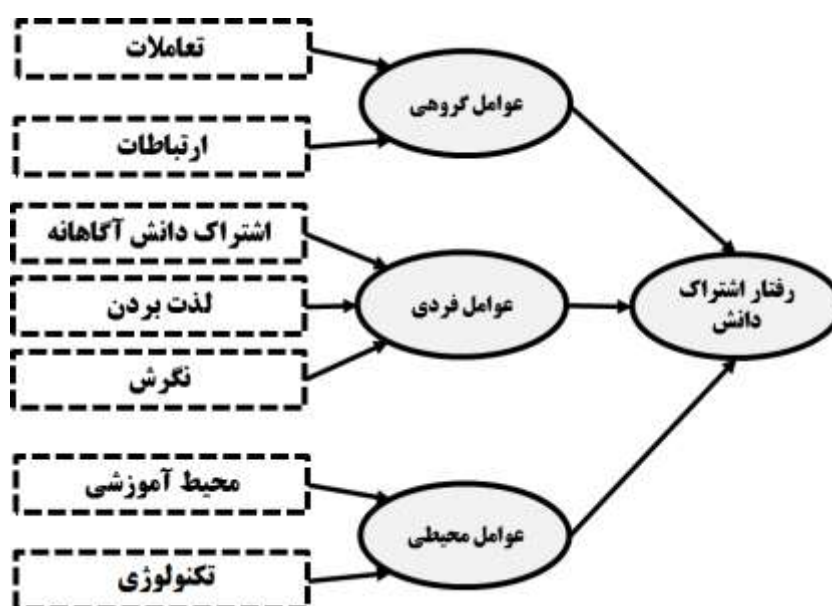 تعاملات
عوامل گروهی
ارتباطات
اشتراک دانش آگاهانه
لذت بردن
عوامل فردی
رفتار اشتراک
دانش
نگرش
محیط آموزشی
عوامل محیطی
تکنولوژی